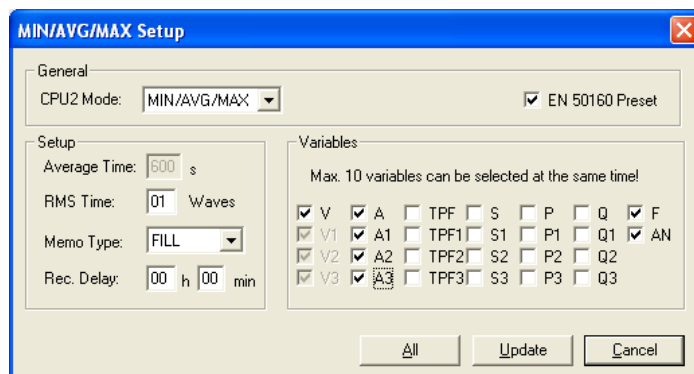 MIN/AVG/MAX Setup
General
CPU2 Mode: MIN/AVG/MAX EN 50160 Preset
Setup
Average Time: 600 s
RMS Time: 01 Waves
Memo Type: FILL
Rec. Delay: 00 h 00 min
Variables
Max. 10 variables can be selected at the same time!
V A TPF S P Q F
V1 A1 TPF1 S1 P1 Q1 AN
V2 A2 TPF2 S2 P2 Q2
V3 A3 TPF3 S3 P3 Q3
All Update Cancel